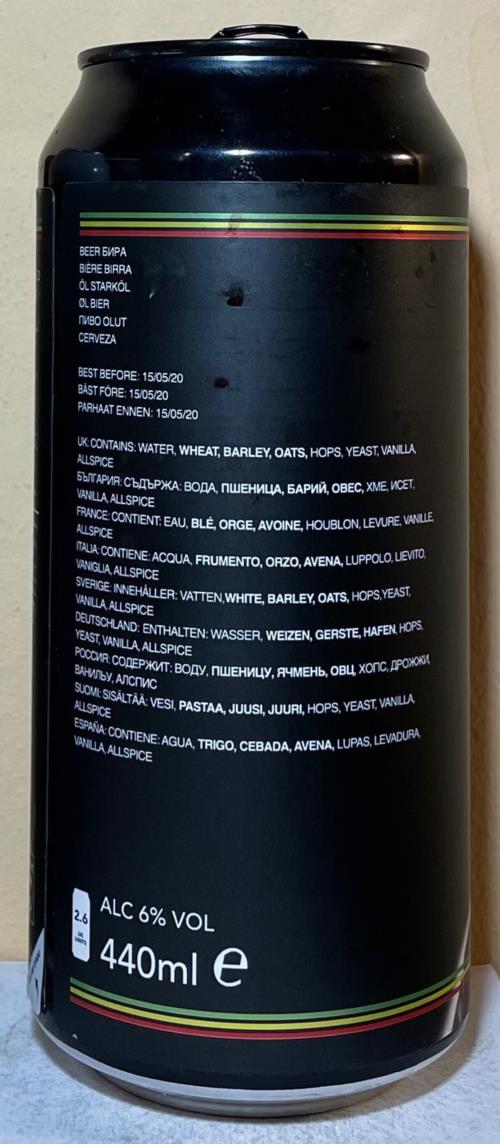 BEER БИРА
BIÈRE BIRRA
ÖL STARKÖL
ØL BIER
ПИВО OLUT
CERVEZA
BEST BEFORE: 15/05/20
BÄST FÖRE: 15/05/20
PARHAAT ENNEN: 15/05/20
UK: CONTAINS: WATER, WHEAT, BARLEY, OATS, HOPS, YEAST, VANILLA,
ALLSPICE
БЪЛГАРИЯ: СЪДЪРЖА: ВОДА, ПШЕНИЦА, БАРИЙ, ОВЕС, ХМЕ, ИСЕТ,
VANILLA, ALLSPICE
FRANCE: CONTIENT: EAU, BLÉ, ORGE, AVOINE, HOUBLON, LEVURE, VANILLE,
ALLSPICE
ITALIA: CONTIENE: ACQUA, FRUMENTO, ORZO, AVENA, LUPPOLO, LIEVITO,
VANIGLIA, ALLSPICE
SVERIGE: INNEHÅLLER: VATTEN,WHITE, BARLEY, OATS, HOPS,YEAST,
VANILLA, ALLSPICE
DEUTSCHLAND: ENTHALTEN: WASSER, WEIZEN, GERSTE, HAFEN, HOPS,
YEAST, VANILLA, ALLSPICE
РОССИЯ: СОДЕРЖИТ: ВОДУ, ПШЕНИЦУ, ЯЧМЕНЬ, ОВЦ, ХОПС, ДРОЖЖИ,
ВАНИЛЬУ, АЛСПИС
SUOMI: SISÄLTÄÄ: VESI, PASTAA, JUUSI, JUURI, HOPS, YEAST, VANILLA,
ALLSPICE
ESPAÑA: CONTIENE: AGUA, TRIGO, CEBADA, AVENA, LUPAS, LEVADURA,
VANILLA, ALLSPICE
2.6
UK
UNITS
ALC 6% VOL
440ml e